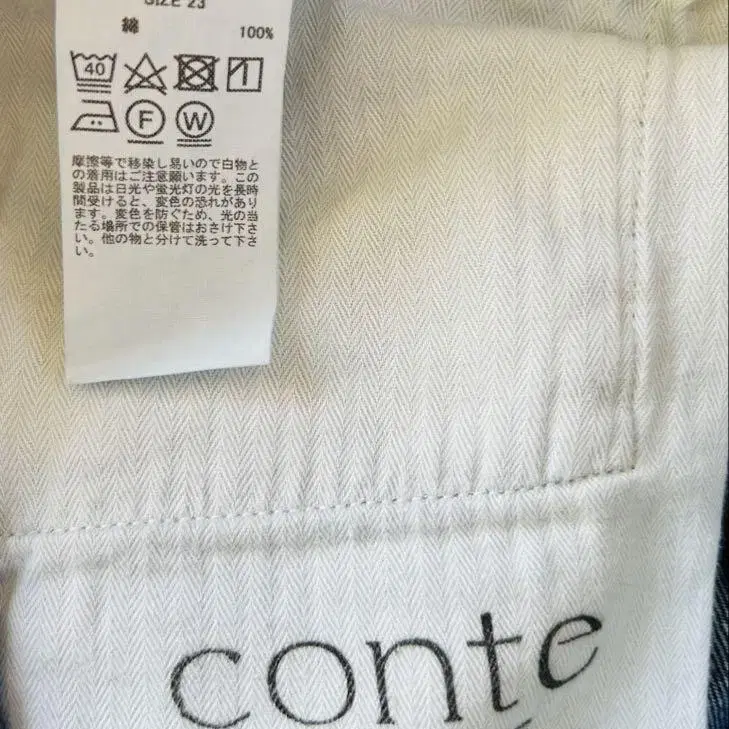 SIZE 23
綿 100%
40
F W
摩擦等で移染し易いので白物と
の着用はご注意願います。この
製品は日光や蛍光灯の光を長時
間受けると、変色の恐れがあり
ます。変色を防ぐため、光の当
たる場所での保管はおさけ下さ
い。他の物と分けて洗って下さ
い。
conte